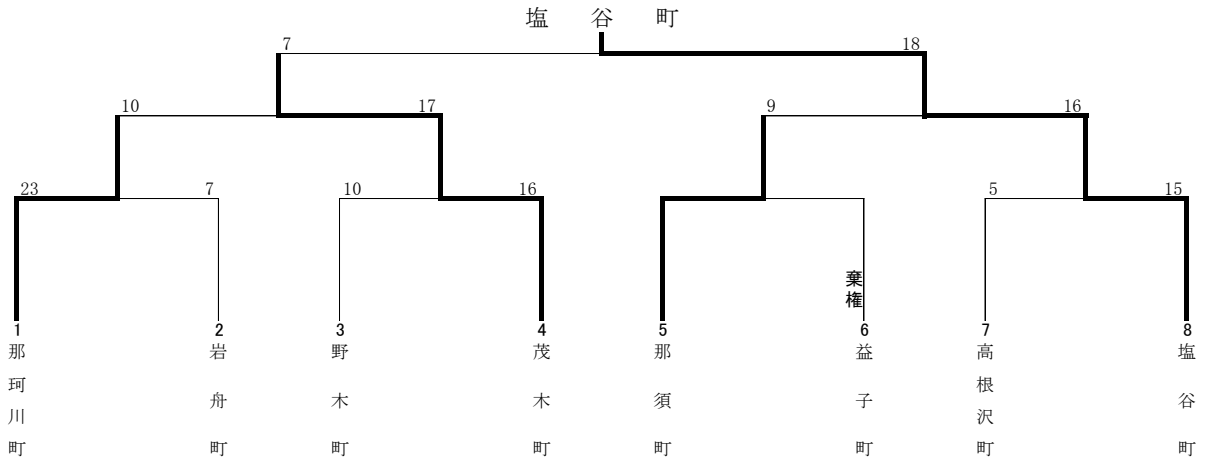 塩谷町
7 18
10 17 9 16
23 7 10 16 5 15
棄権
1 2 3 4 5 6 7 8
那珂川町
岩舟町
野木町
茂木町
那須町
益子町
高根沢町
塩谷町